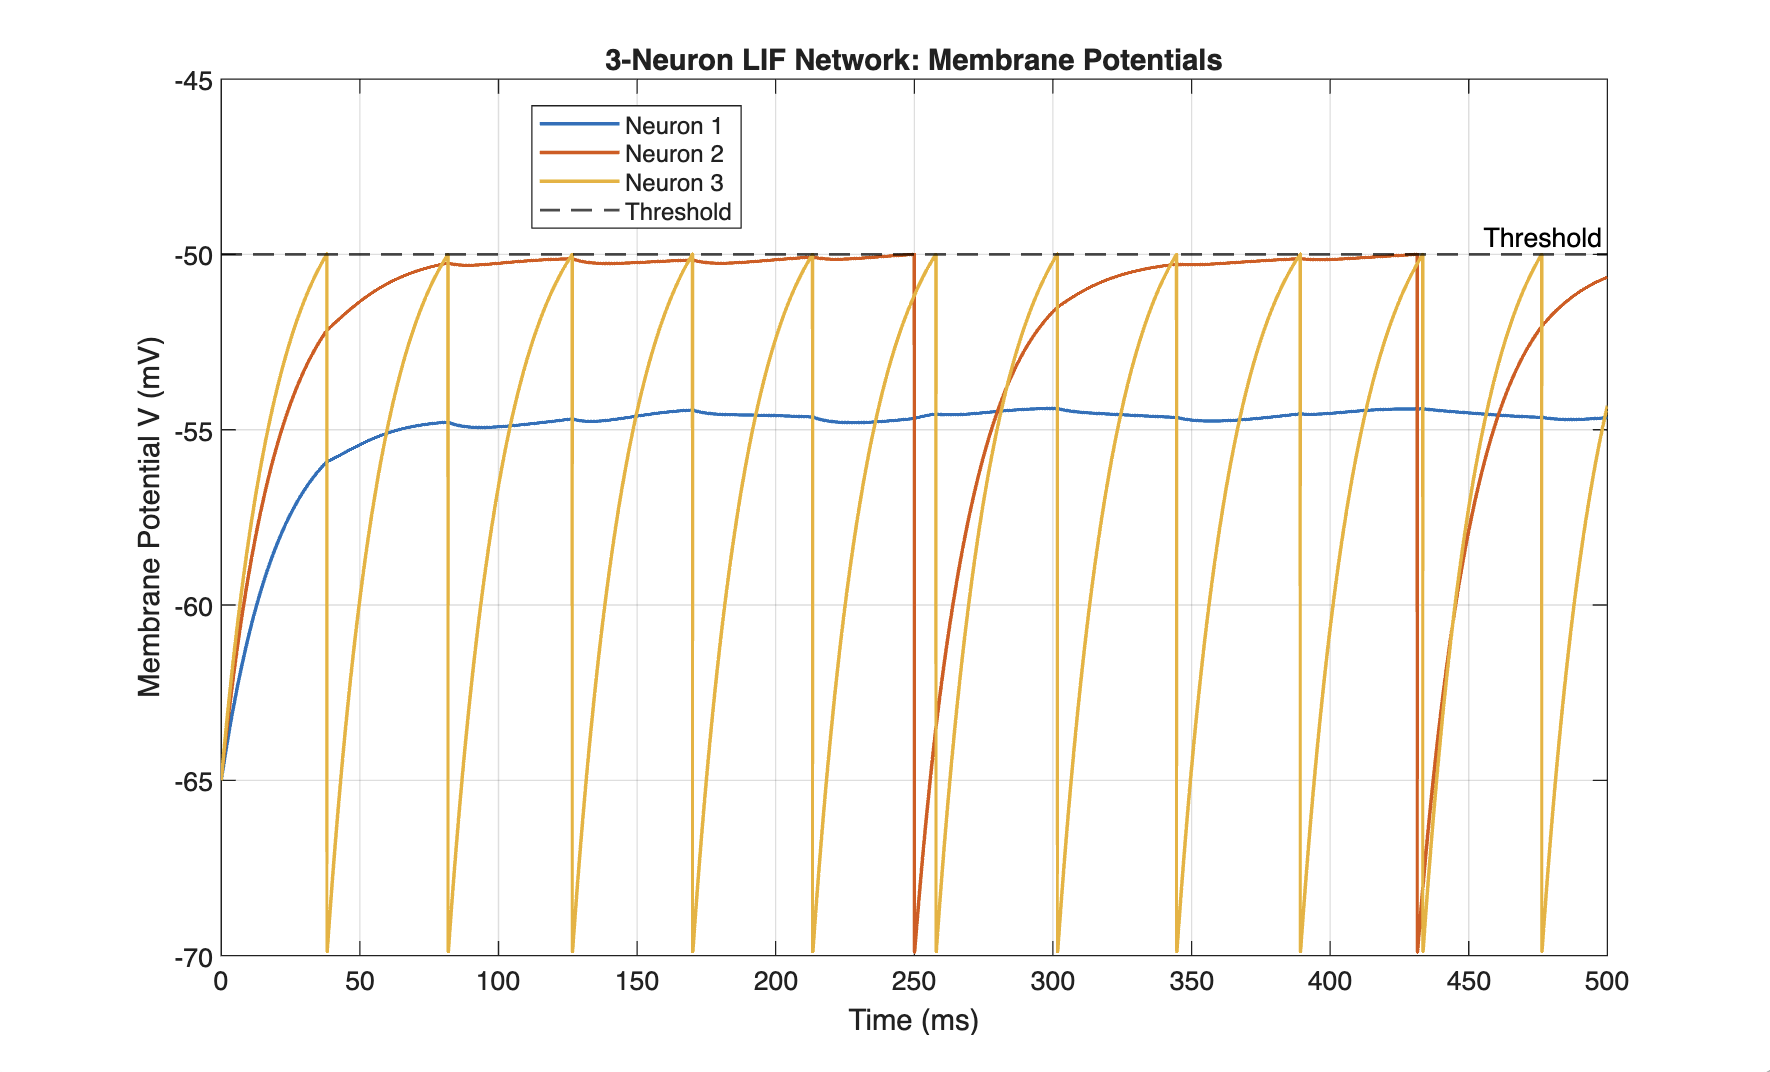 3-Neuron LIF Network: Membrane Potentials
-45
Neuron 1
Neuron 2
Neuron 3
Threshold
Threshold
-50
-55
-60
-65
-70
Membrane Potential V (mV)
0 50 100 150 200 250 300 350 400 450 500
Time (ms)